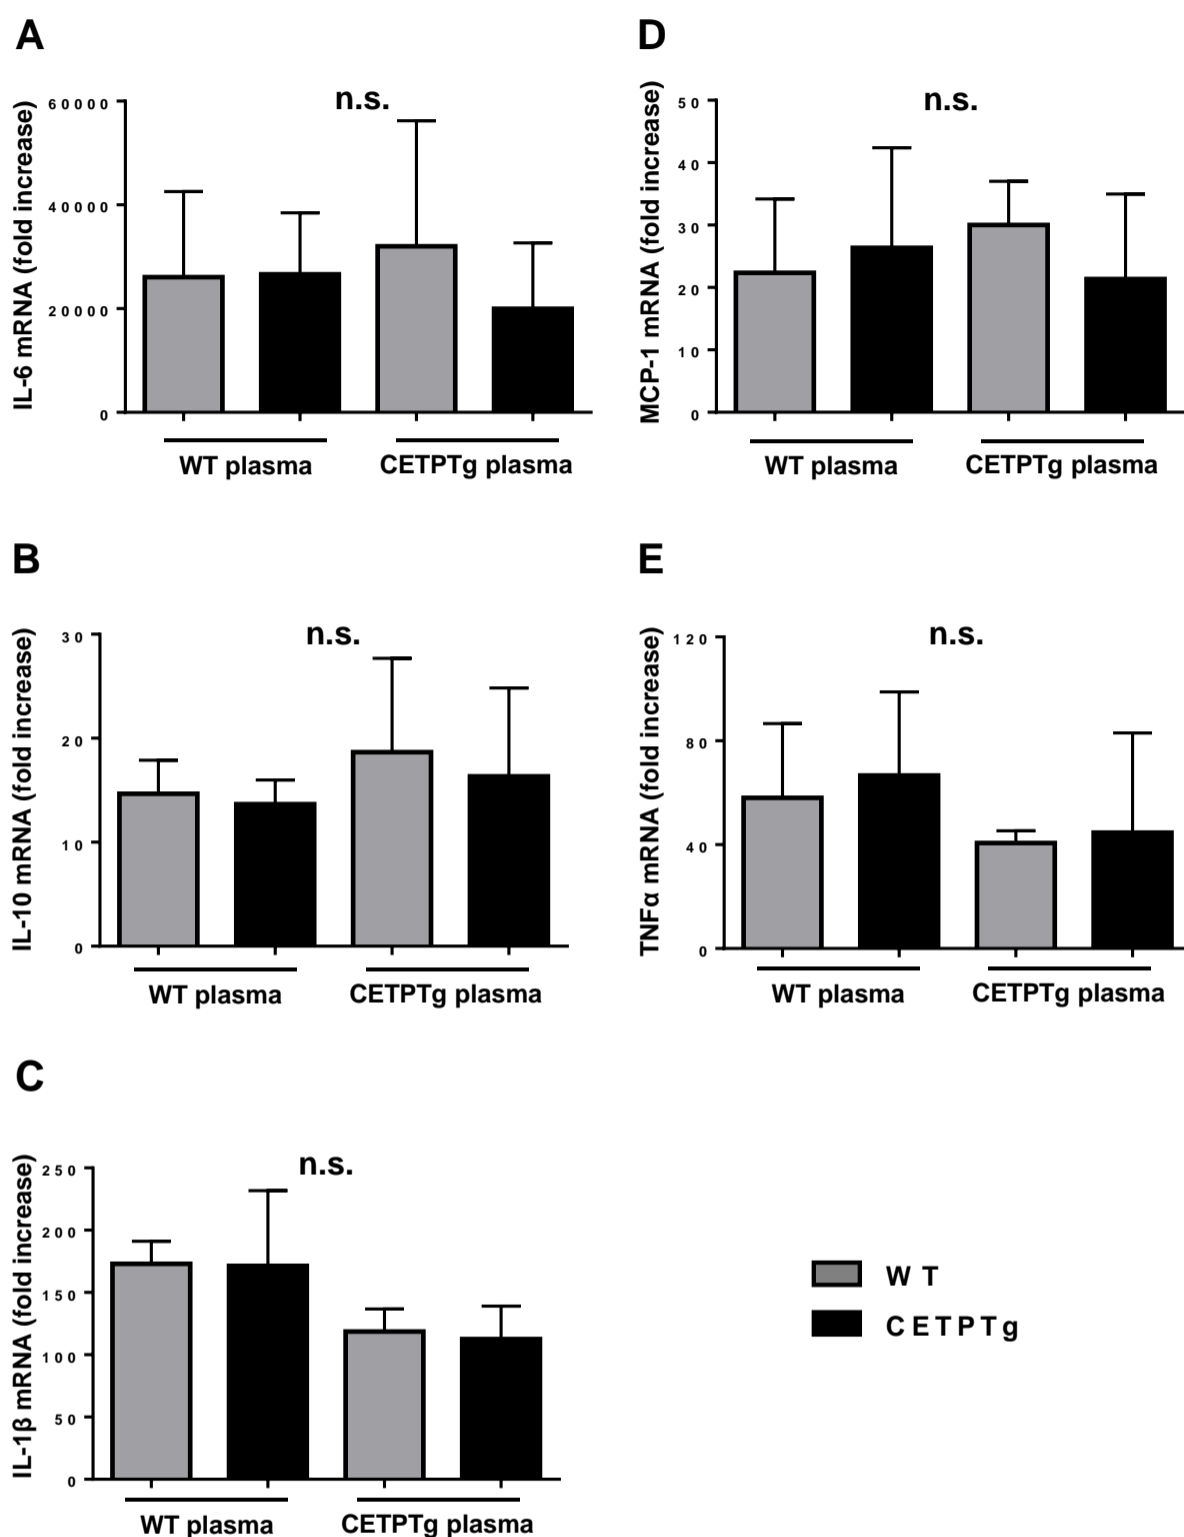 A
IL-6 mRNA (fold increase)
60000
40000
20000
0
n.s.
WT plasma
CETPTg plasma
D
MCP-1 mRNA (fold increase)
50
40
30
20
10
0
n.s.
WT plasma
CETPTg plasma
B
IL-10 mRNA (fold increase)
30
20
10
0
n.s.
WT plasma
CETPTg plasma
E
TNFα mRNA (fold increase)
120
80
40
0
n.s.
WT plasma
CETPTg plasma
C
IL-1β mRNA (fold increase)
250
200
150
100
50
0
n.s.
WT plasma
CETPTg plasma
WT
CETPTg